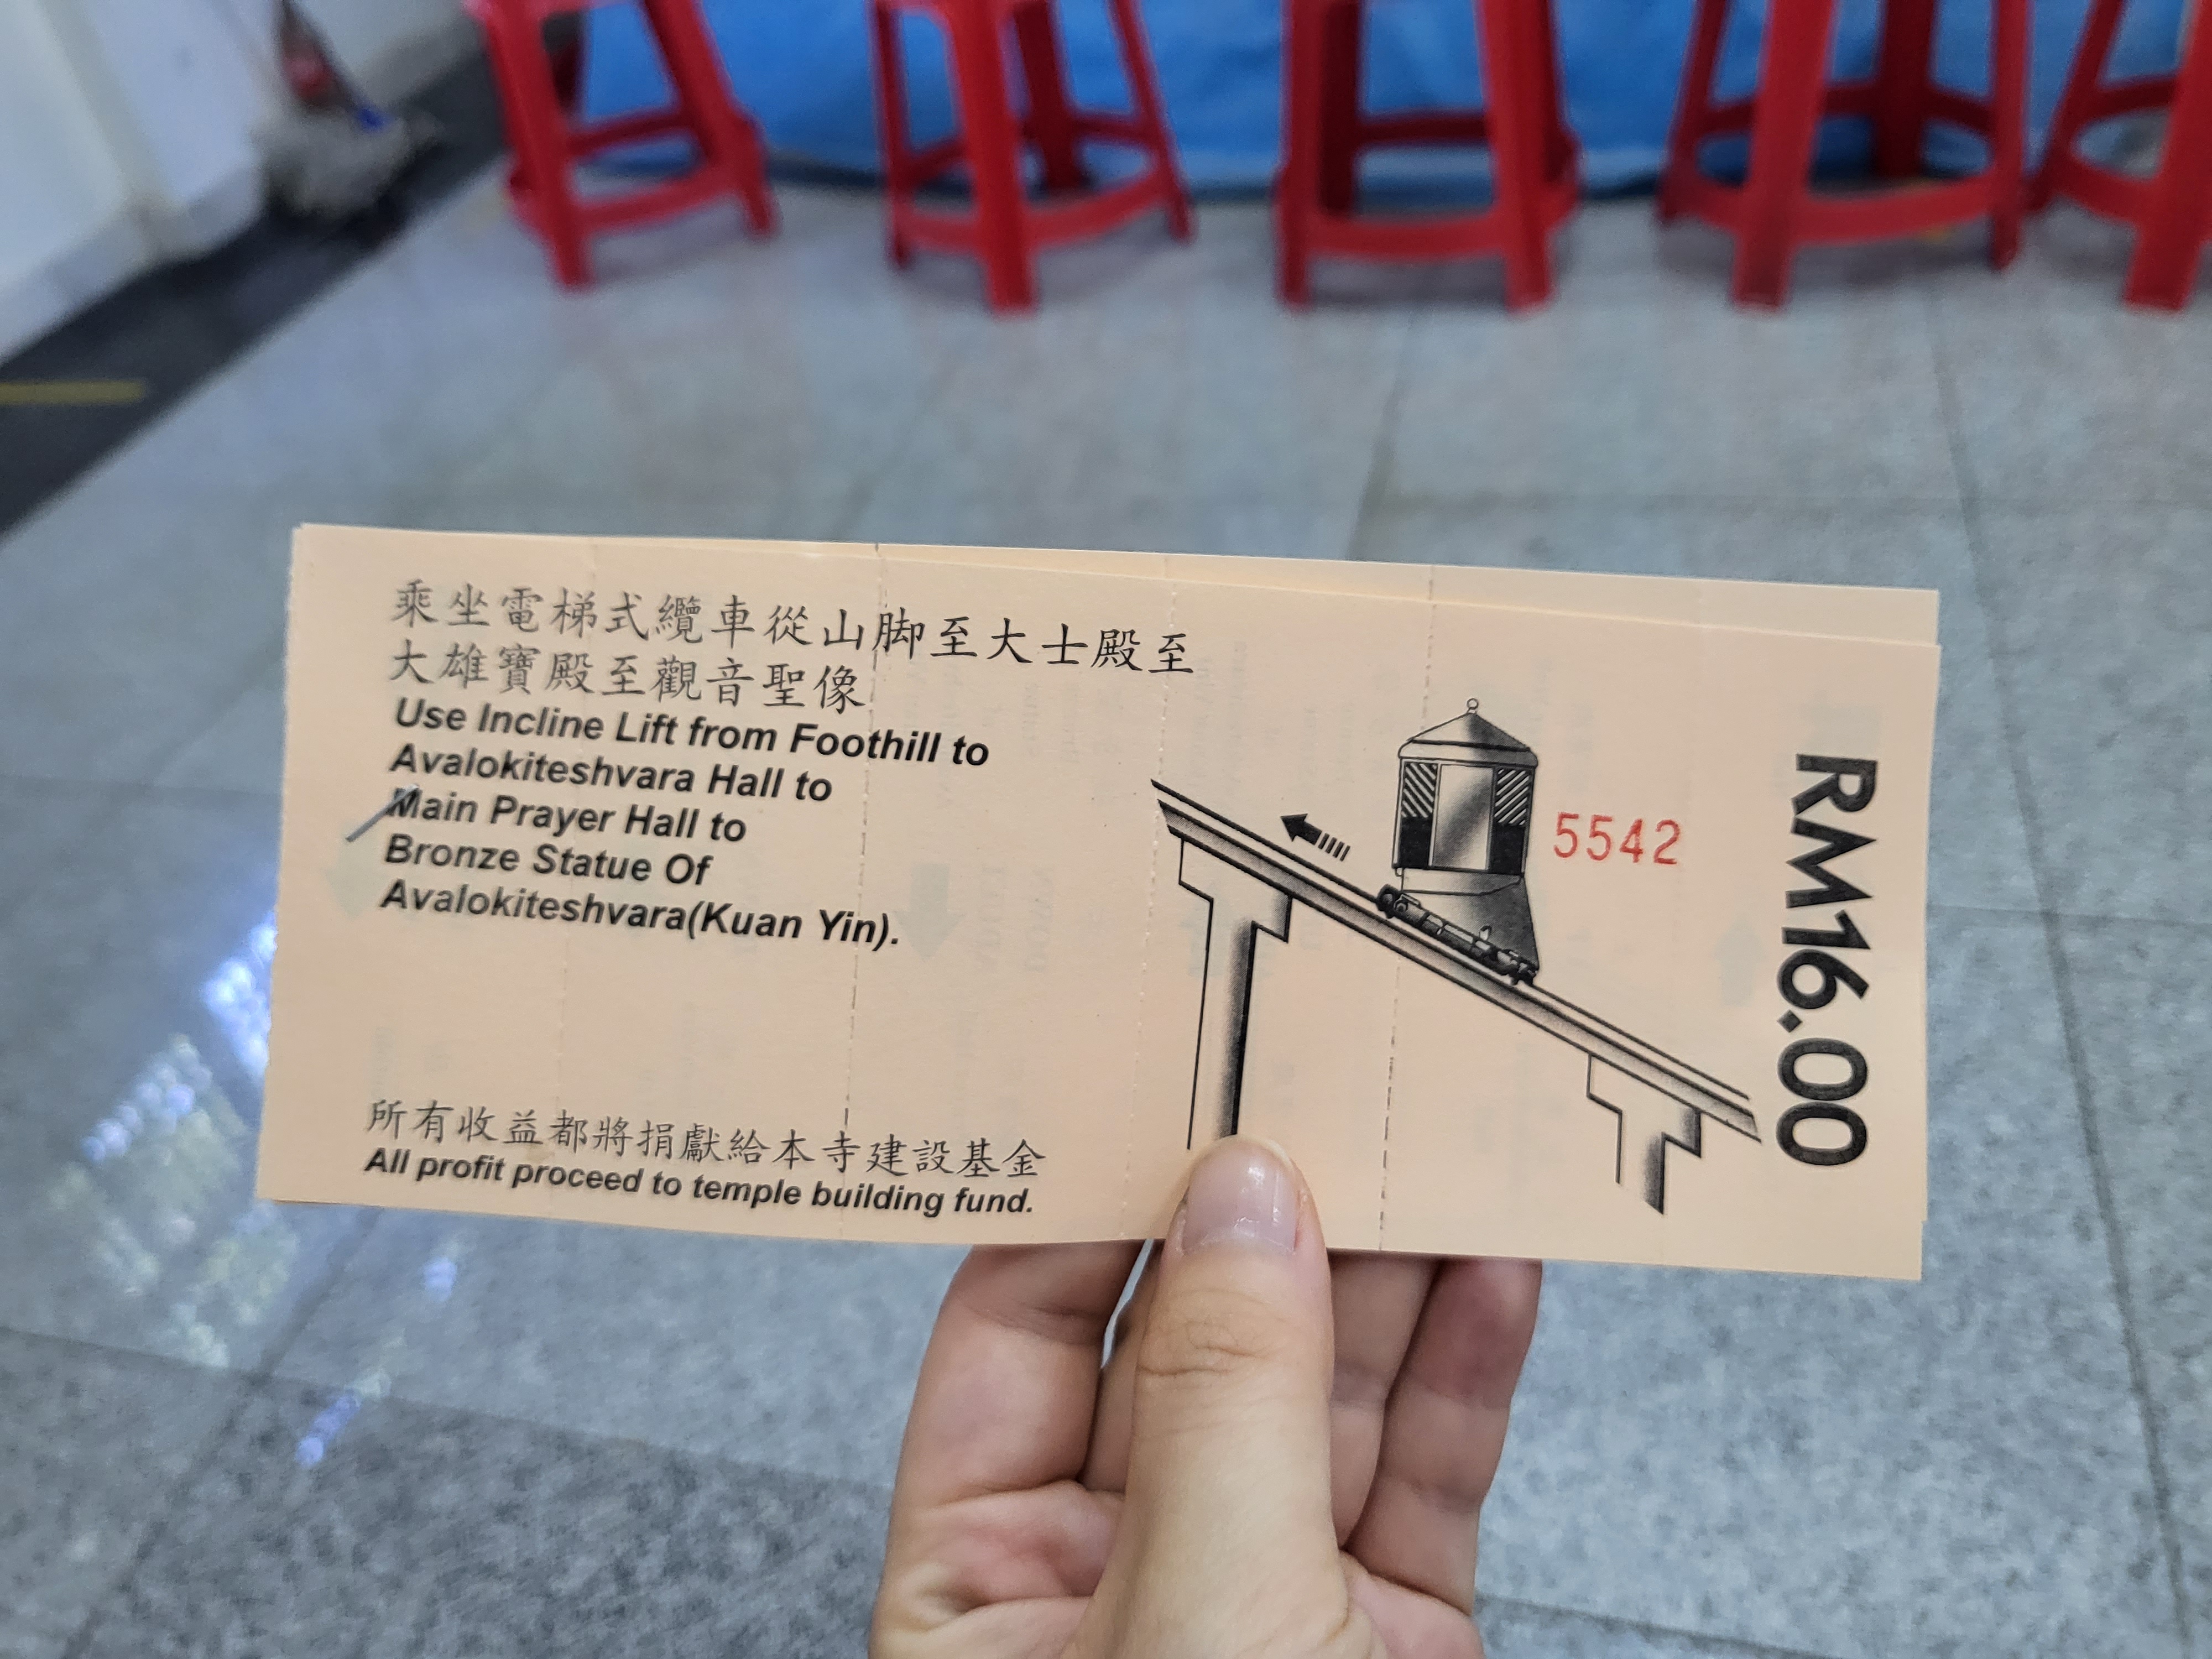 乘坐電梯式纜車從山脚至大士殿至
大雄寶殿至觀音聖像
Use Incline Lift from Foothill to
Avalokiteshvara Hall to
Main Prayer Hall to
Bronze Statue Of
Avalokiteshvara(Kuan Yin).
5542
RM16.00
所有收益都將捐獻給本寺建設基金
All profit proceed to temple building fund.